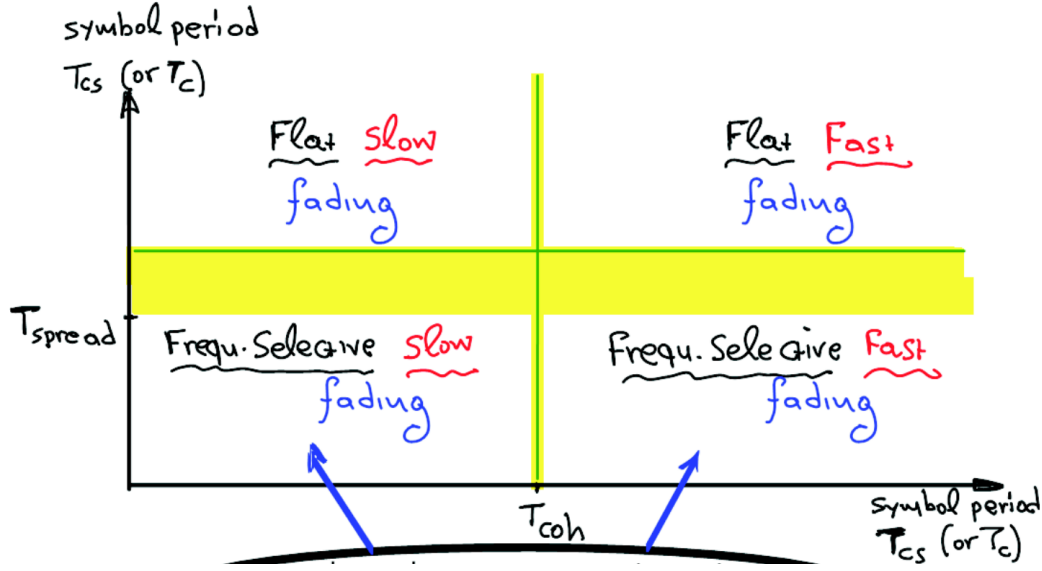 symbol period
Tcs (or Tc)
Flat slow
fading
Flat Fast
fading
Tspread
Frequ. Selective slow
fading
Frequ. Selective Fast
fading
Tcoh
symbol period
Tcs (or Tc)